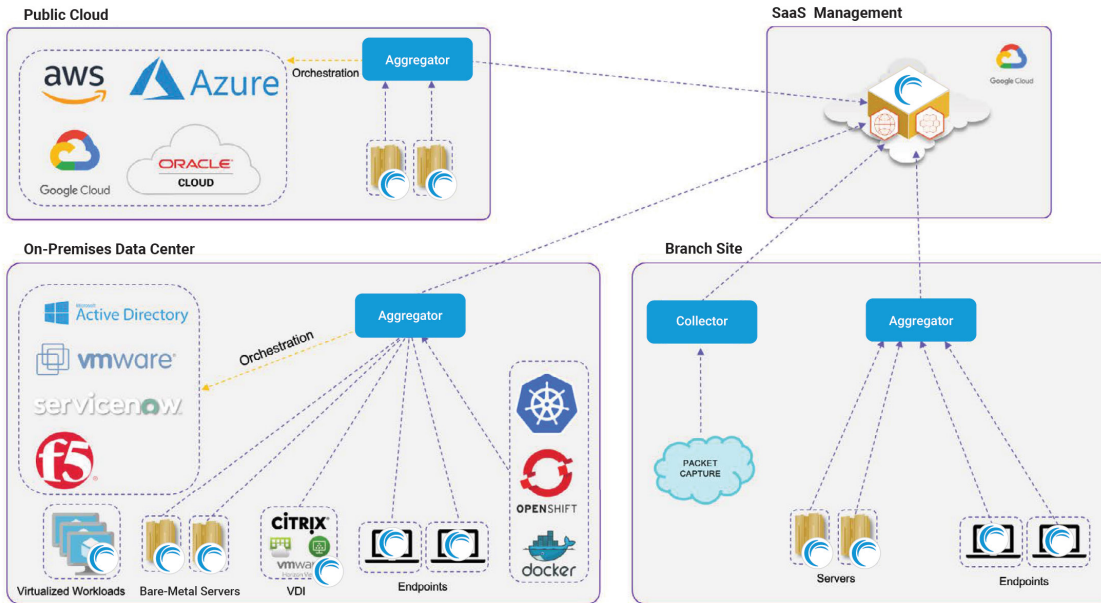 Public Cloud
SaaS Management
aws
Azure
Orchestration
Aggregator
Google Cloud
Google Cloud
ORACLE
CLOUD
On-Premises Data Center
Branch Site
Microsoft
Active Directory
vmware
servicenow
f5
Orchestration
Aggregator
Collector
Aggregator
PACKET
CAPTURE
OPENSHIFT
docker
CITRIX
vmware
Virtualized Workloads
Bare-Metal Servers
VDI
Endpoints
Servers
Endpoints